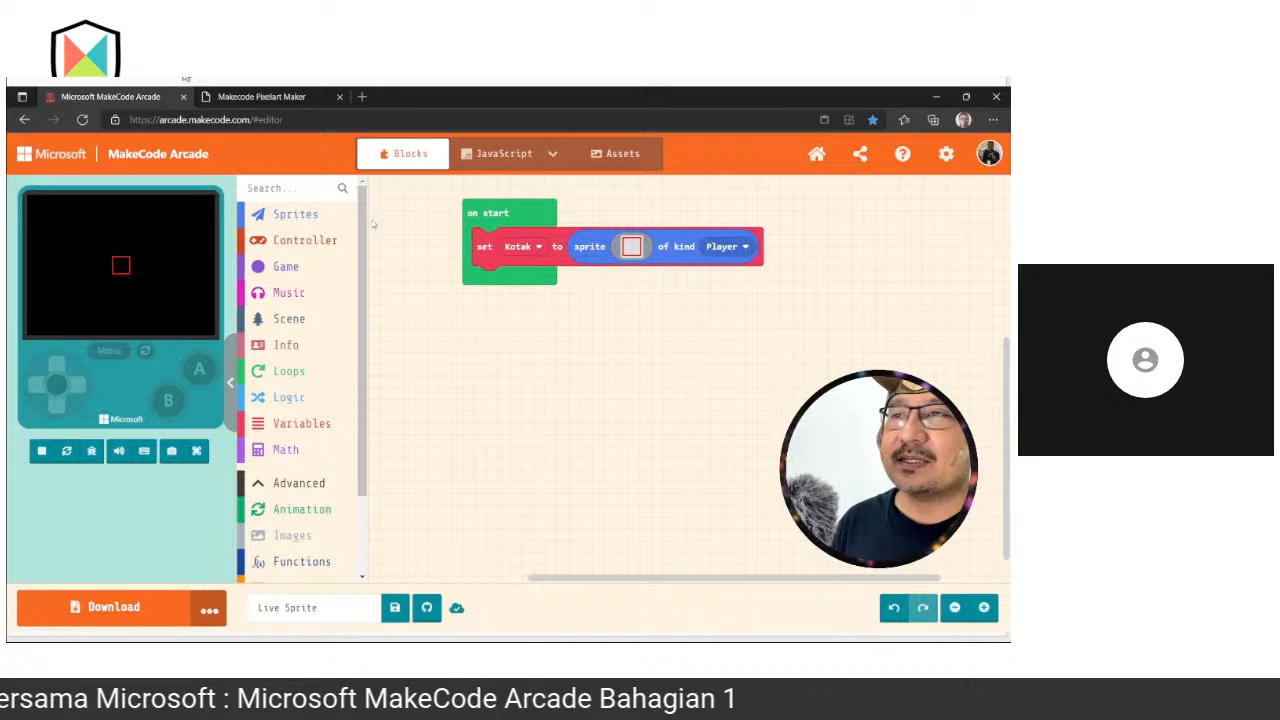 Microsoft MakeCode Arcade
Makecode Pixelart Maker
https://arcade.makecode.com/#editor
Microsoft
MakeCode Arcade
Blocks
JavaScript
Assets
Search...
Sprites
Controller
Game
Music
Scene
Info
Loops
Logic
Variables
Math
Advanced
Animation
Images
Functions
on start
set Kotak to sprite of kind Player
Menu
A
B
Microsoft
Download
Live Sprite
ersama Microsoft : Microsoft MakeCode Arcade Bahagian 1